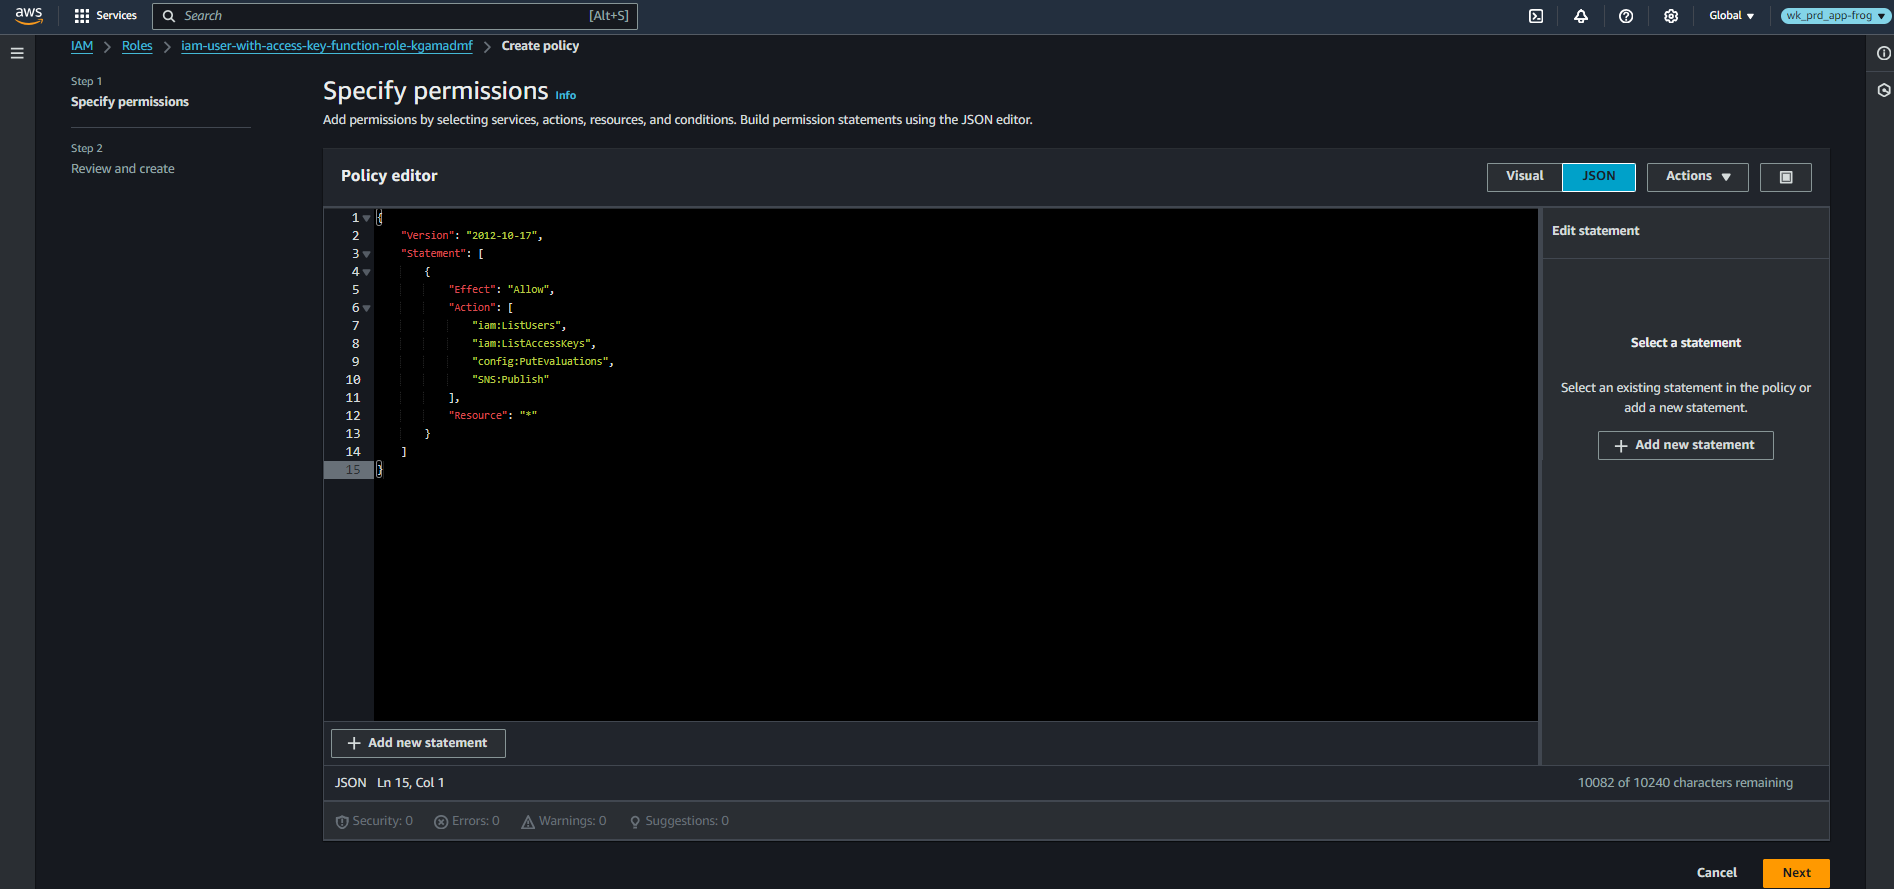 aws Services Search [Alt+S] Global wk_prd_app-frog
IAM Roles iam-user-with-access-key-function-role-kgamadmf Create policy
Step 1
Specify permissions
Step 2
Review and create
Specify permissions Info
Add permissions by selecting services, actions, resources, and conditions. Build permission statements using the JSON editor.
Policy editor
Visual JSON Actions
1 {
2 "Version": "2012-10-17",
3 "Statement": [
4 {
5 "Effect": "Allow",
6 "Action": [
7 "iam:ListUsers",
8 "iam:ListAccessKeys",
9 "config:PutEvaluations",
10 "SNS:Publish"
11 ],
12 "Resource": "*"
13 }
14 ]
15 }
Edit statement
Select a statement
Select an existing statement in the policy or
add a new statement.
+ Add new statement
+ Add new statement
JSON Ln 15, Col 1
10082 of 10240 characters remaining
Security: 0 Errors: 0 Warnings: 0 Suggestions: 0
Cancel Next